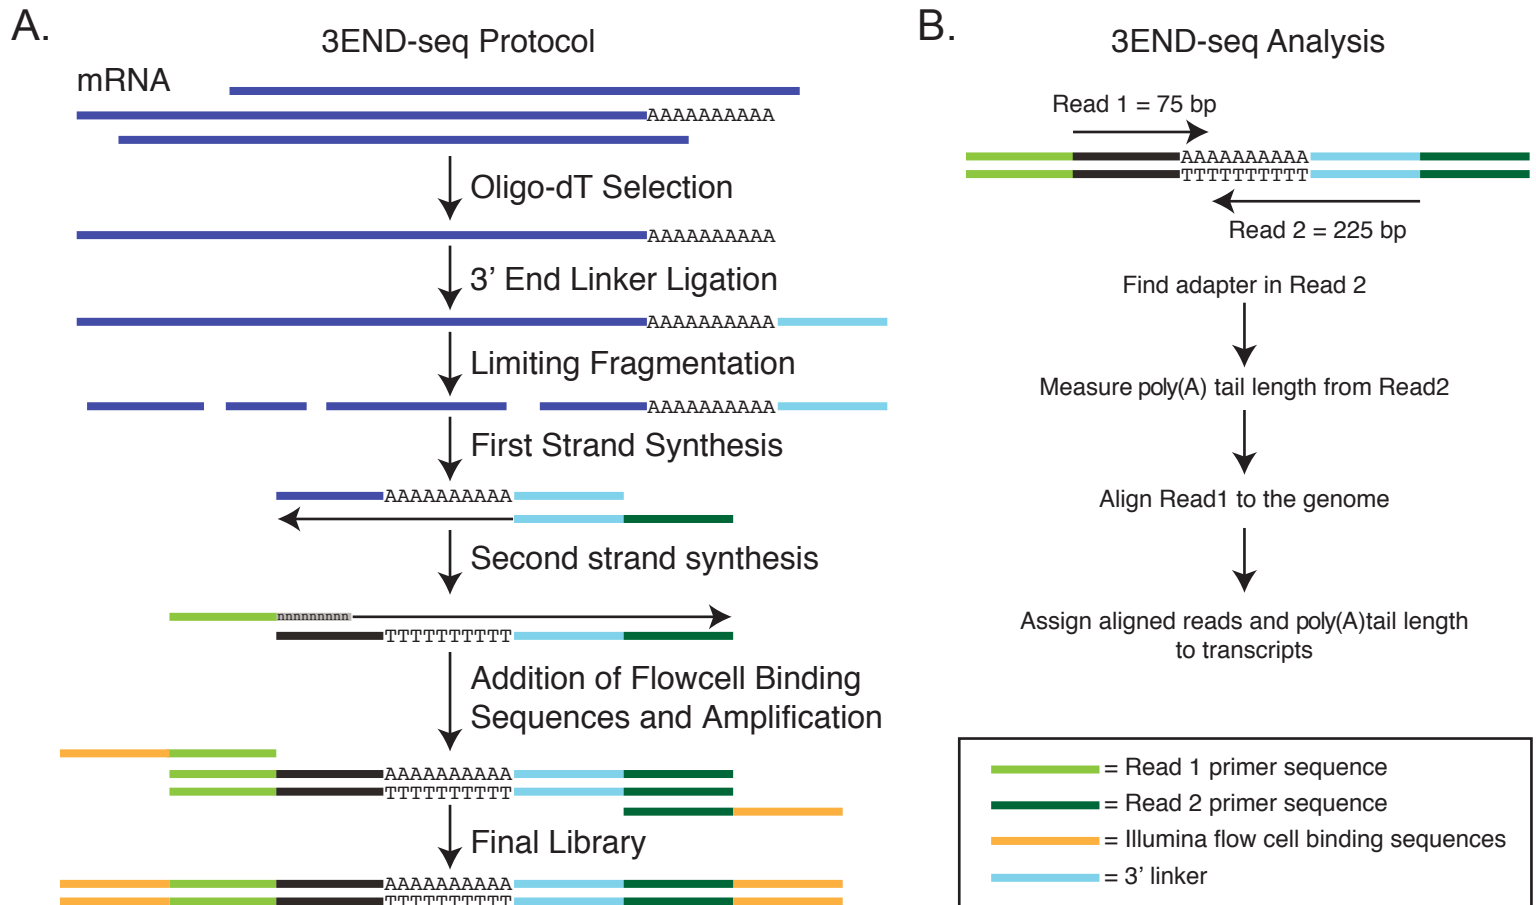 A.
3END-seq Protocol
mRNA
AAAAAAAAAA
Oligo-dT Selection
AAAAAAAAAA
3’ End Linker Ligation
AAAAAAAAAA
Limiting Fragmentation
AAAAAAAAAA
First Strand Synthesis
AAAAAAAAAA
Second strand synthesis
nnnnnnnnn
TTTTTTTTTT
Addition of Flowcell Binding
Sequences and Amplification
AAAAAAAAAA
TTTTTTTTTT
Final Library
AAAAAAAAAA
TTTTTTTTTT
B.
3END-seq Analysis
Read 1 = 75 bp
AAAAAAAAAA
TTTTTTTTTT
Read 2 = 225 bp
Find adapter in Read 2
Measure poly(A) tail length from Read2
Align Read1 to the genome
Assign aligned reads and poly(A)tail length
to transcripts
= Read 1 primer sequence
= Read 2 primer sequence
= Illumina flow cell binding sequences
= 3’ linker